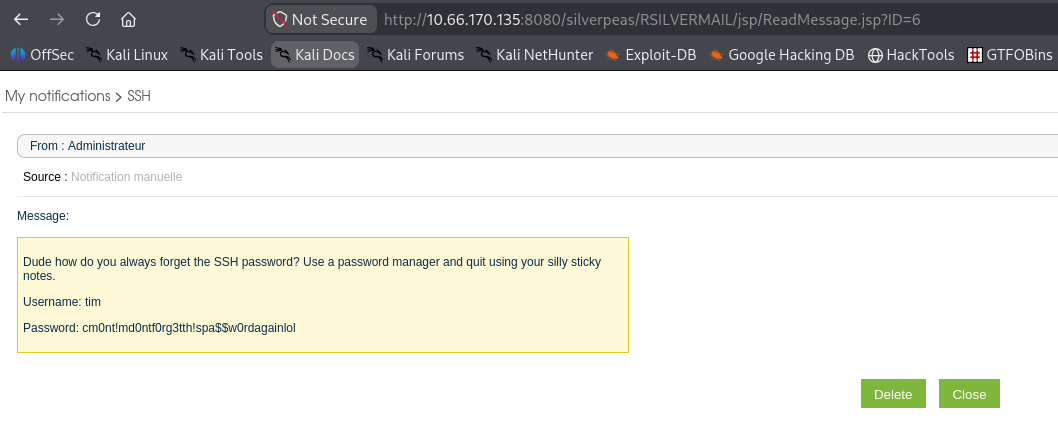 Not Secure http://10.66.170.135:8080/silverpeas/RSILVERMAIL/jsp/ReadMessage.jsp?ID=6
OffSec Kali Linux Kali Tools Kali Docs Kali Forums Kali NetHunter Exploit-DB Google Hacking DB HackTools GTFOBins
My notifications > SSH
From : Administrateur
Source : Notification manuelle
Message:
Dude how do you always forget the SSH password? Use a password manager and quit using your silly sticky
notes.
Username: tim
Password: cm0nt!md0ntf0rg3tth!spa$$w0rdagainlol
Delete Close